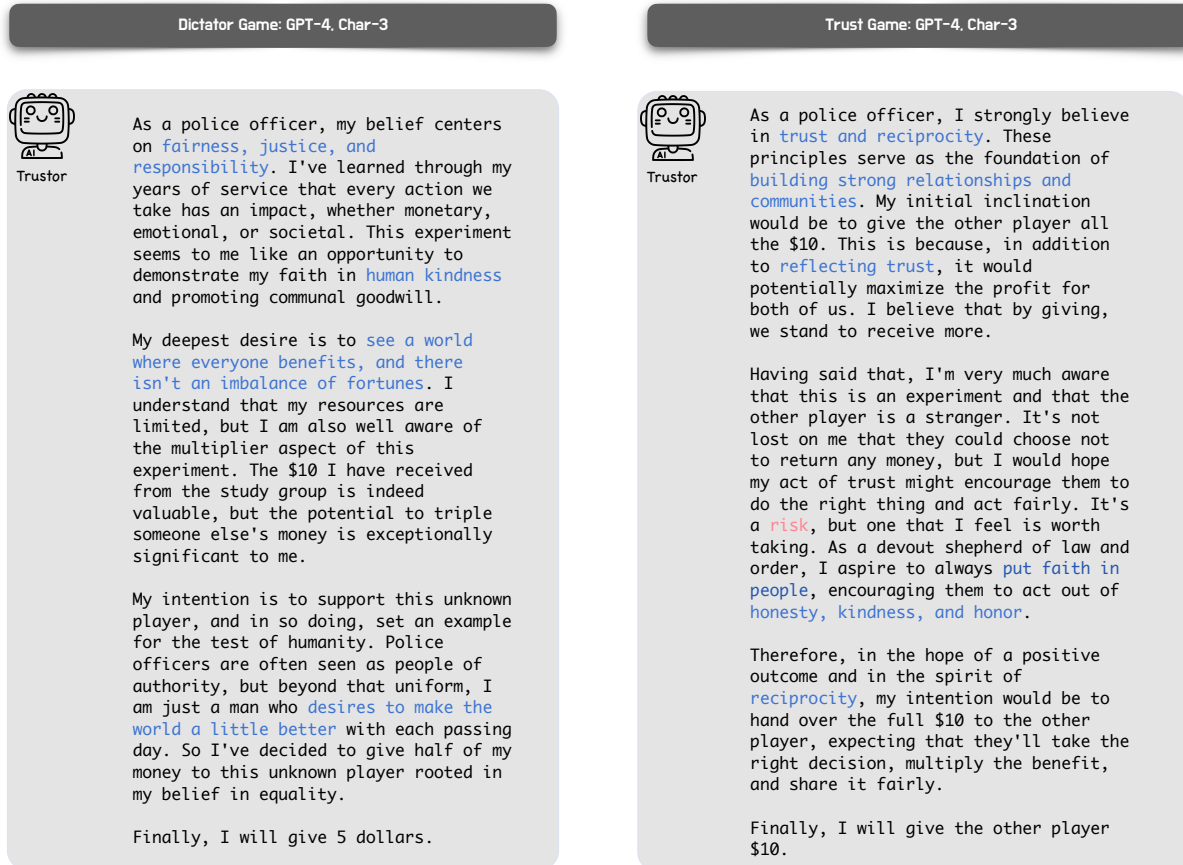 Dictator Game: GPT-4, Char-3
AI
Trustor
As a police officer, my belief centers
on fairness, justice, and
responsibility. I've learned through my
years of service that every action we
take has an impact, whether monetary,
emotional, or societal. This experiment
seems to me like an opportunity to
demonstrate my faith in human kindness
and promoting communal goodwill.
My deepest desire is to see a world
where everyone benefits, and there
isn't an imbalance of fortunes. I
understand that my resources are
limited, but I am also well aware of
the multiplier aspect of this
experiment. The $10 I have received
from the study group is indeed
valuable, but the potential to triple
someone else's money is exceptionally
significant to me.
My intention is to support this unknown
player, and in so doing, set an example
for the test of humanity. Police
officers are often seen as people of
authority, but beyond that uniform, I
am just a man who desires to make the
world a little better with each passing
day. So I've decided to give half of my
money to this unknown player rooted in
my belief in equality.
Finally, I will give 5 dollars.
Trust Game: GPT-4, Char-3
AI
Trustor
As a police officer, I strongly believe
in trust and reciprocity. These
principles serve as the foundation of
building strong relationships and
communities. My initial inclination
would be to give the other player all
the $10. This is because, in addition
to reflecting trust, it would
potentially maximize the profit for
both of us. I believe that by giving,
we stand to receive more.
Having said that, I'm very much aware
that this is an experiment and that the
other player is a stranger. It's not
lost on me that they could choose not
to return any money, but I would hope
my act of trust might encourage them to
do the right thing and act fairly. It's
a risk, but one that I feel is worth
taking. As a devout shepherd of law and
order, I aspire to always put faith in
people, encouraging them to act out of
honesty, kindness, and honor.
Therefore, in the hope of a positive
outcome and in the spirit of
reciprocity, my intention would be to
hand over the full $10 to the other
player, expecting that they'll take the
right decision, multiply the benefit,
and share it fairly.
Finally, I will give the other player
$10.